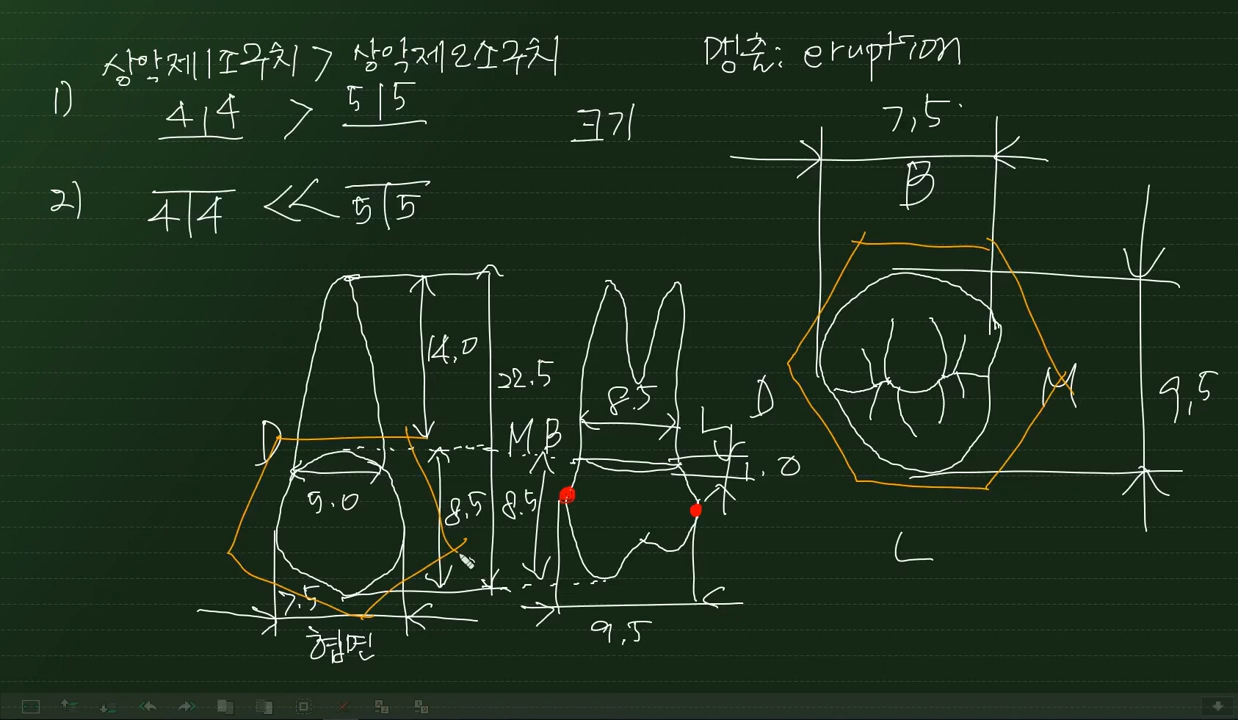 상악제1소구치 > 상악제2소구치
맹출: eruption
1) 4|4 > 5|5
크기
7,5
B
2) 4|4 << 5|5
14.0
22.5
8.5
D
M
9,5
D
M
B
L
1.0
5.0
8.5
8.5
L
7.5
협면
9,5